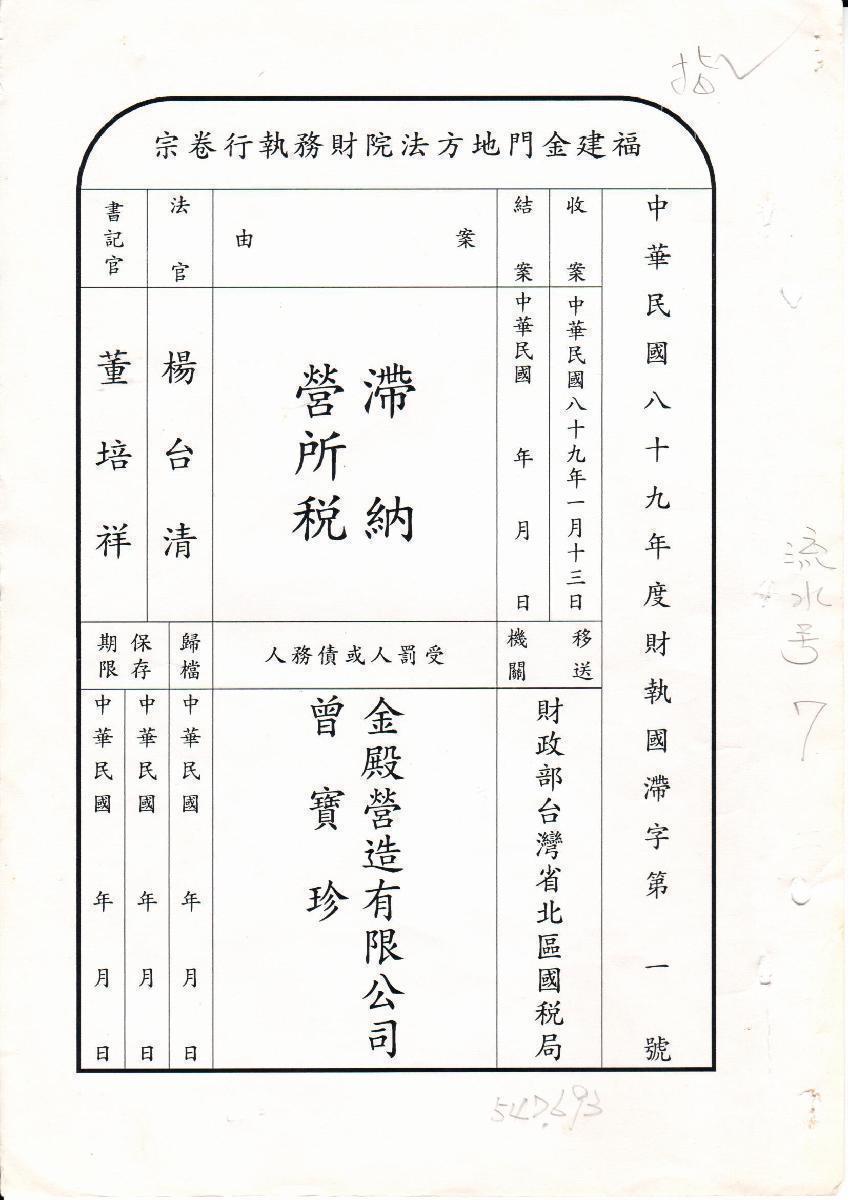 福建金門地方法院財務執行卷宗
中華民國八十九年度財執國滯字第一號
收案
中華民國八十九年一月十三日
結案
中華民國 年 月 日
案由
滯納
營所稅
法官
楊台清
書記官
董培祥
移送
機關
財政部台灣省北區國稅局
受罰人或債務人
金殿營造有限公司
曾寶珍
歸檔
中華民國 年 月 日
保存
期限
中華民國 年 月 日
中華民國 年 月 日
流水号 7